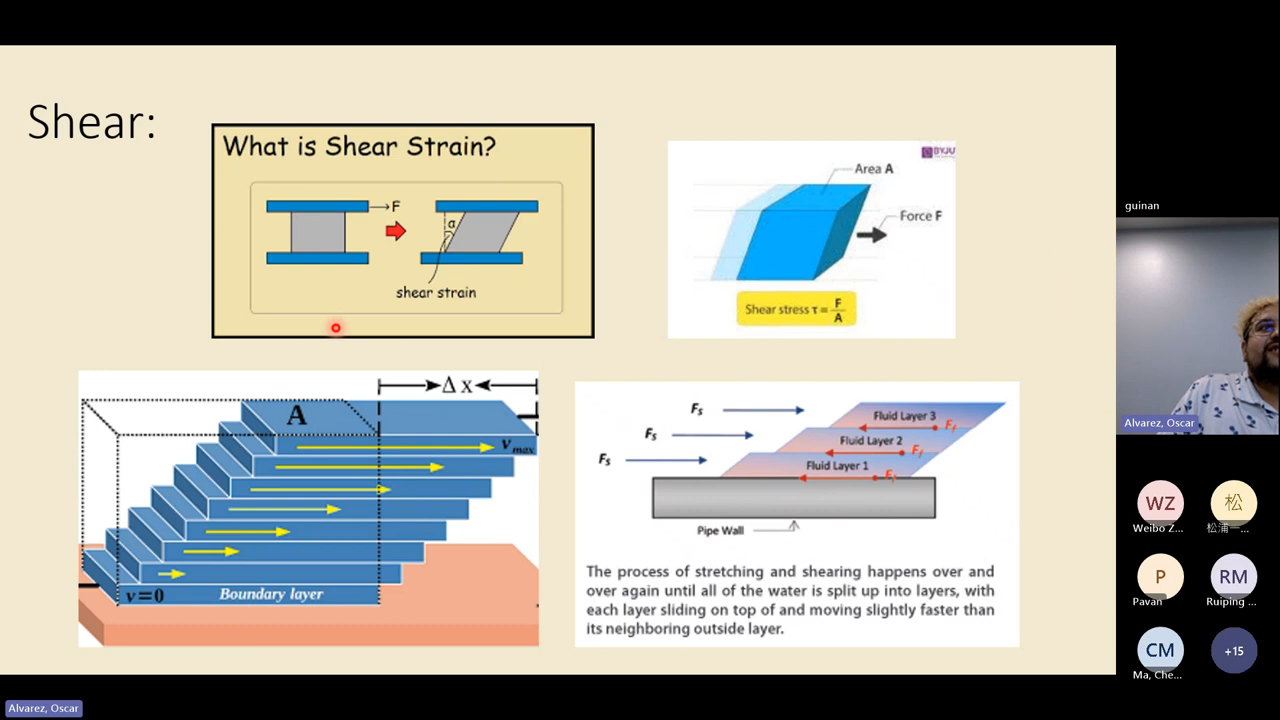 Shear:
What is Shear Strain?
F
α
shear strain
BYJU
Area A
Force F
Shear stress τ = F
A
Δ x
A
v max
v=0
Boundary layer
Fs
Fs
Fs
Fluid Layer 3
Ff
Fluid Layer 2
Ff
Fluid Layer 1
Ff
Pipe Wall
The process of stretching and shearing happens over and
over again until all of the water is split up into layers, with
each layer sliding on top of and moving slightly faster than
its neighboring outside layer.
guinan
Alvarez, Oscar
WZ
Weibo Z...
松
松浦一...
P
Pavan
RM
Ruiping ...
CM
Ma, Che...
+15
Alvarez, Oscar